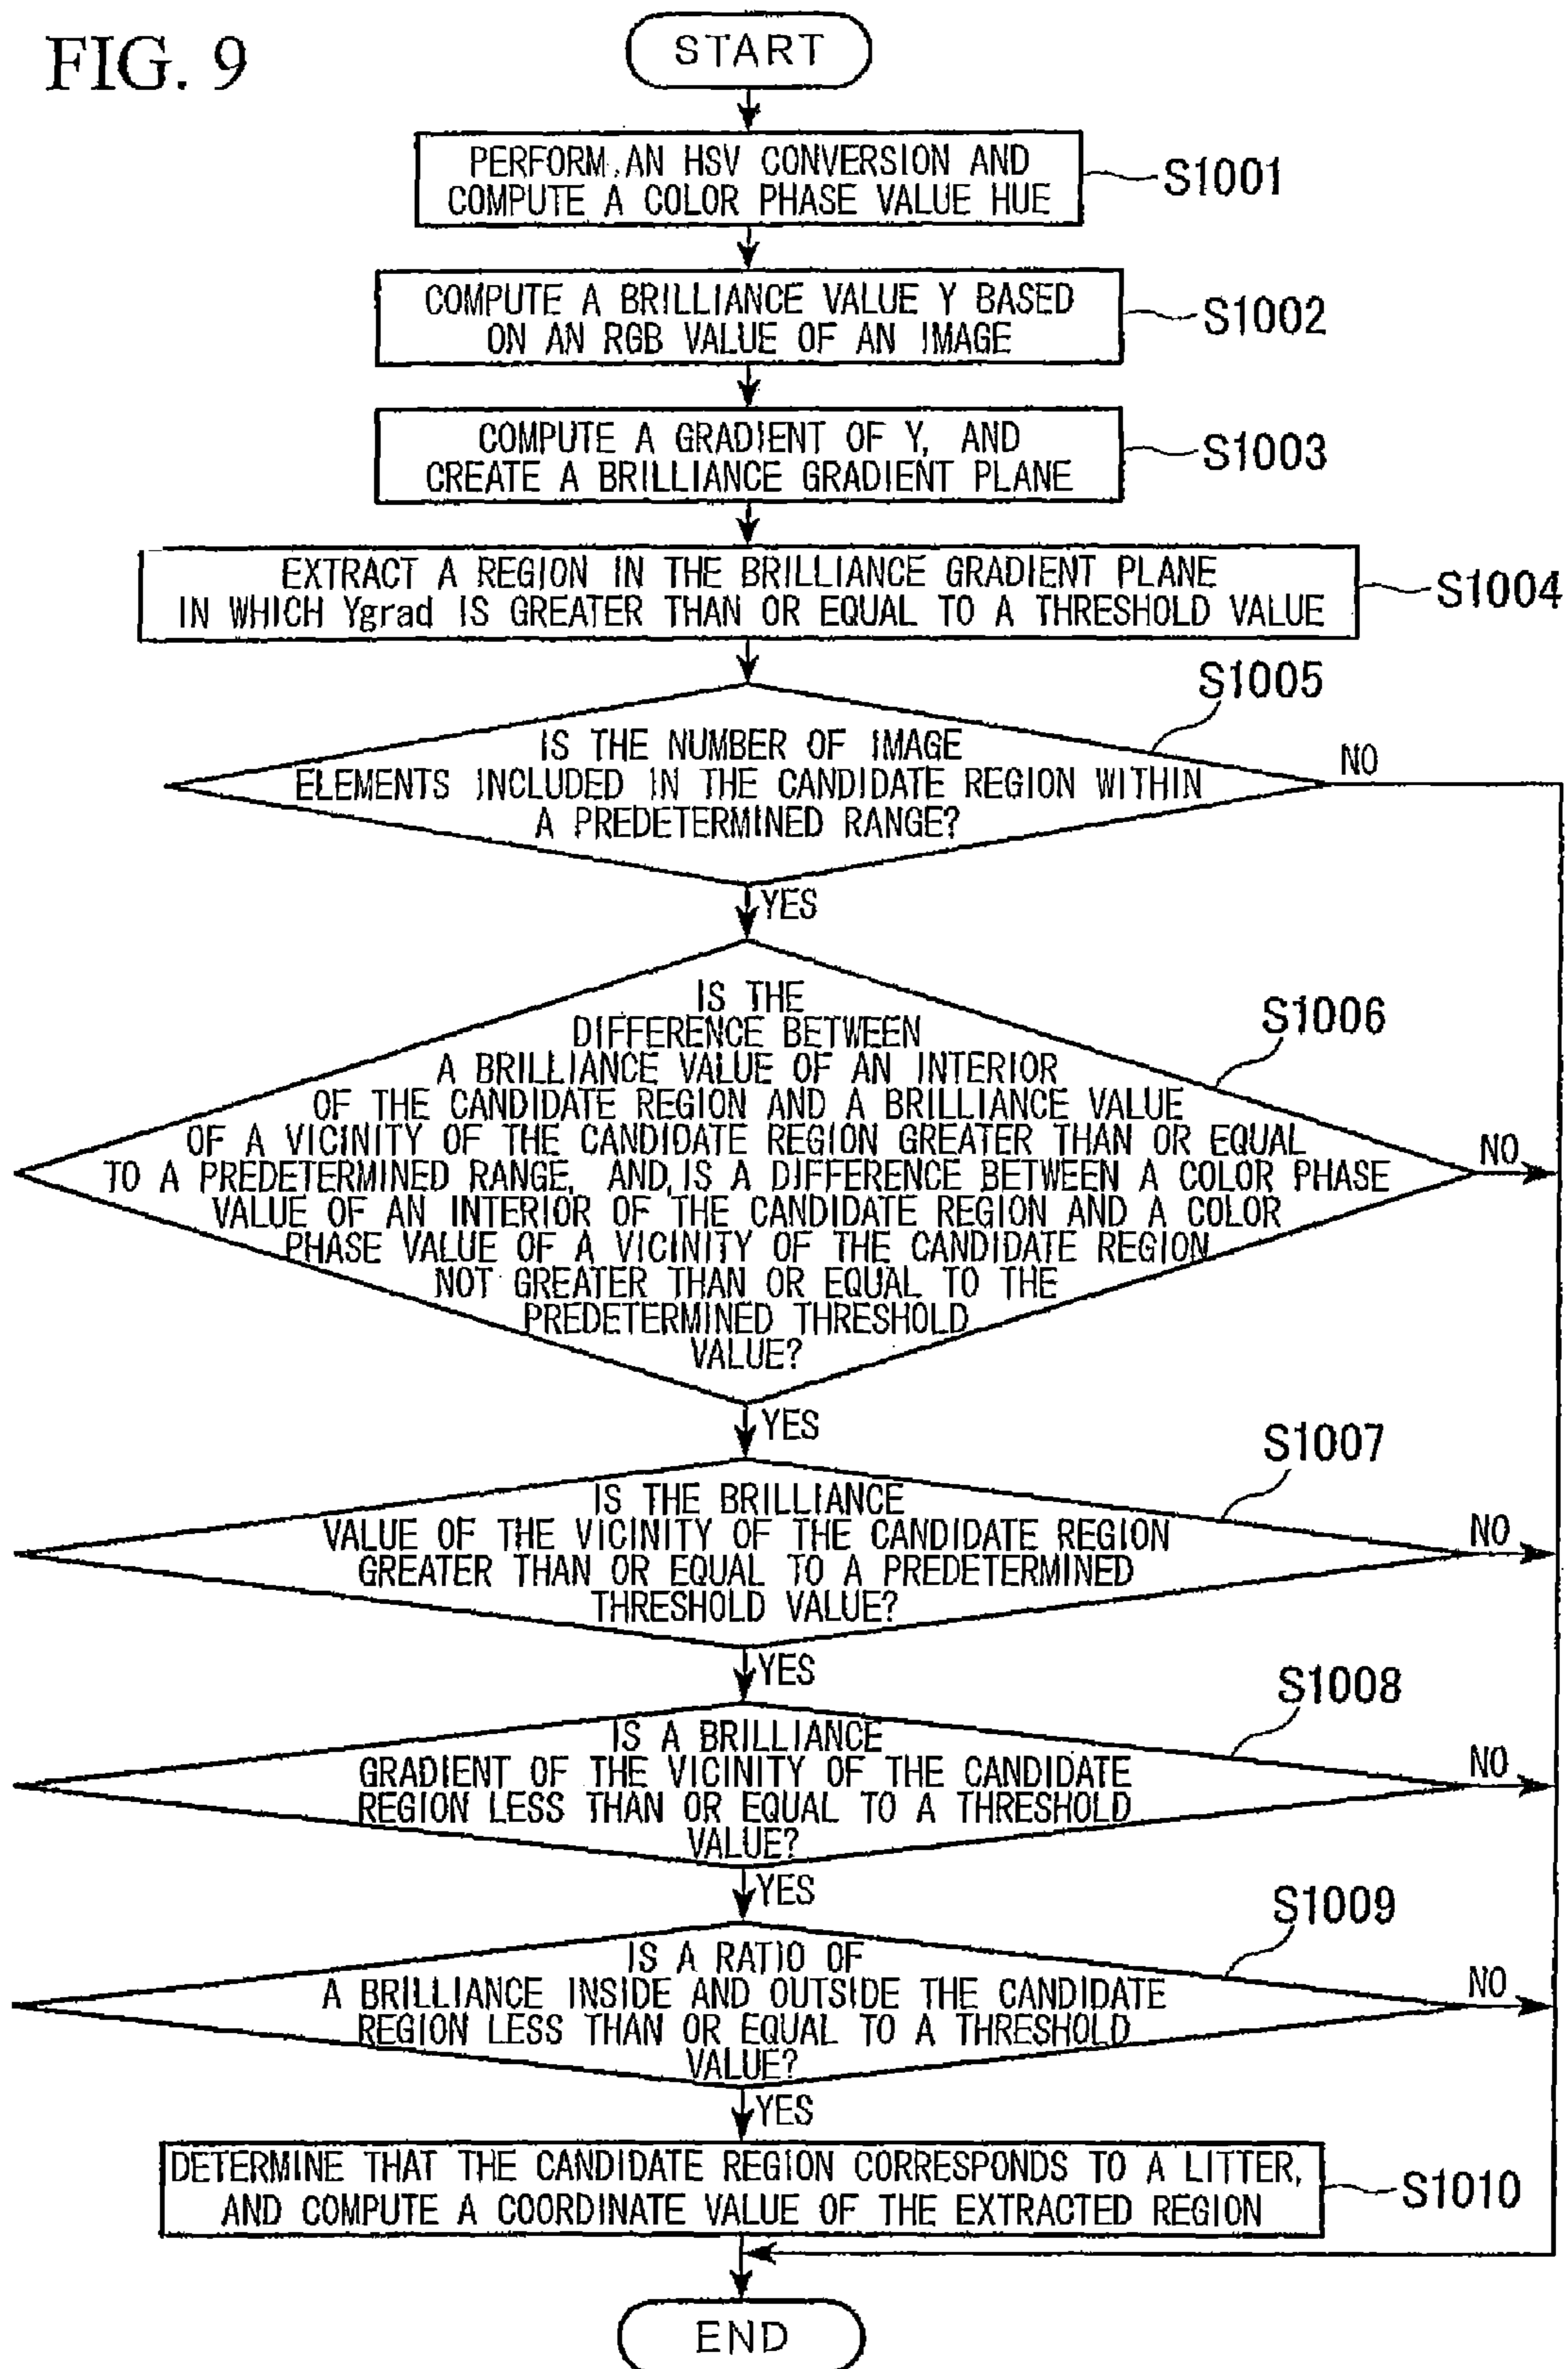 FIG. 9
START
PERFORM AN HSV CONVERSION AND
COMPUTE A COLOR PHASE VALUE HUE
S1001
COMPUTE A BRILLIANCE VALUE Y BASED
ON AN RGB VALUE OF AN IMAGE
S1002
COMPUTE A GRADIENT OF Y, AND
CREATE A BRILLIANCE GRADIENT PLANE
S1003
EXTRACT A REGION IN THE BRILLIANCE GRADIENT PLANE
IN WHICH Ygrad IS GREATER THAN OR EQUAL TO A THRESHOLD VALUE
S1004
S1005
IS THE NUMBER OF IMAGE
ELEMENTS INCLUDED IN THE CANDIDATE REGION WITHIN
A PREDETERMINED RANGE?
NO
YES
S1006
IS THE
DIFFERENCE BETWEEN
A BRILLIANCE VALUE OF AN INTERIOR
OF THE CANDIDATE REGION AND A BRILLIANCE VALUE
OF A VICINITY OF THE CANDIDATE REGION GREATER THAN OR EQUAL
TO A PREDETERMINED RANGE, AND, IS A DIFFERENCE BETWEEN A COLOR PHASE
VALUE OF AN INTERIOR OF THE CANDIDATE REGION AND A COLOR
PHASE VALUE OF A VICINITY OF THE CANDIDATE REGION
NOT GREATER THAN OR EQUAL TO THE
PREDETERMINED THRESHOLD
VALUE?
NO
YES
S1007
IS THE BRILLIANCE
VALUE OF THE VICINITY OF THE CANDIDATE REGION
GREATER THAN OR EQUAL TO A PREDETERMINED
THRESHOLD VALUE?
NO
YES
S1008
IS A BRILLIANCE
GRADIENT OF THE VICINITY OF THE CANDIDATE
REGION LESS THAN OR EQUAL TO A THRESHOLD
VALUE?
NO
YES
S1009
IS A RATIO OF
A BRILLIANCE INSIDE AND OUTSIDE THE CANDIDATE
REGION LESS THAN OR EQUAL TO A THRESHOLD
VALUE?
NO
YES
DETERMINE THAT THE CANDIDATE REGION CORRESPONDS TO A LITTER,
AND COMPUTE A COORDINATE VALUE OF THE EXTRACTED REGION
S1010
END